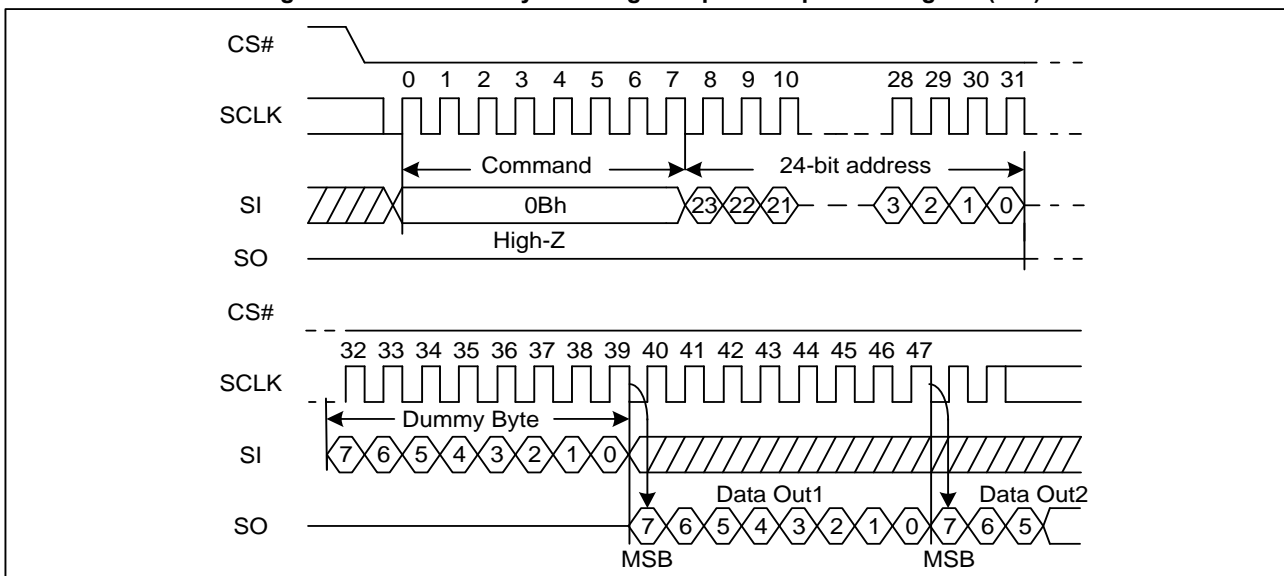 CS#
0 1 2 3 4 5 6 7 8 9 10 28 29 30 31
SCLK
Command 24-bit address
SI 0Bh 23 22 21 3 2 1 0
High-Z
SO
CS#
32 33 34 35 36 37 38 39 40 41 42 43 44 45 46 47
SCLK
Dummy Byte
SI 7 6 5 4 3 2 1 0
Data Out1 Data Out2
SO 7 6 5 4 3 2 1 0 7 6 5
MSB MSB